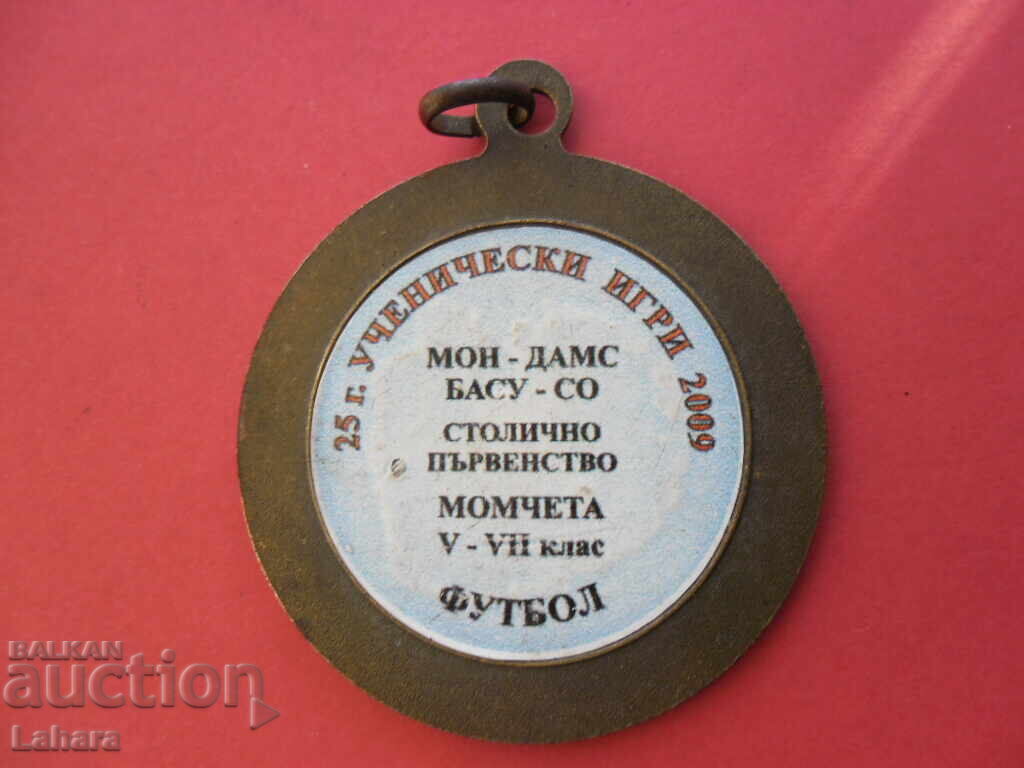 25 г. УЧЕНИЧЕСКИ ИГРИ 2009
МОН - ДАМС
БАСУ - СО
СТОЛИЧНО
ПЪРВЕНСТВО
МОМЧЕТА
V - VII клас
ФУТБОЛ
BALKAN
auction
Lahara